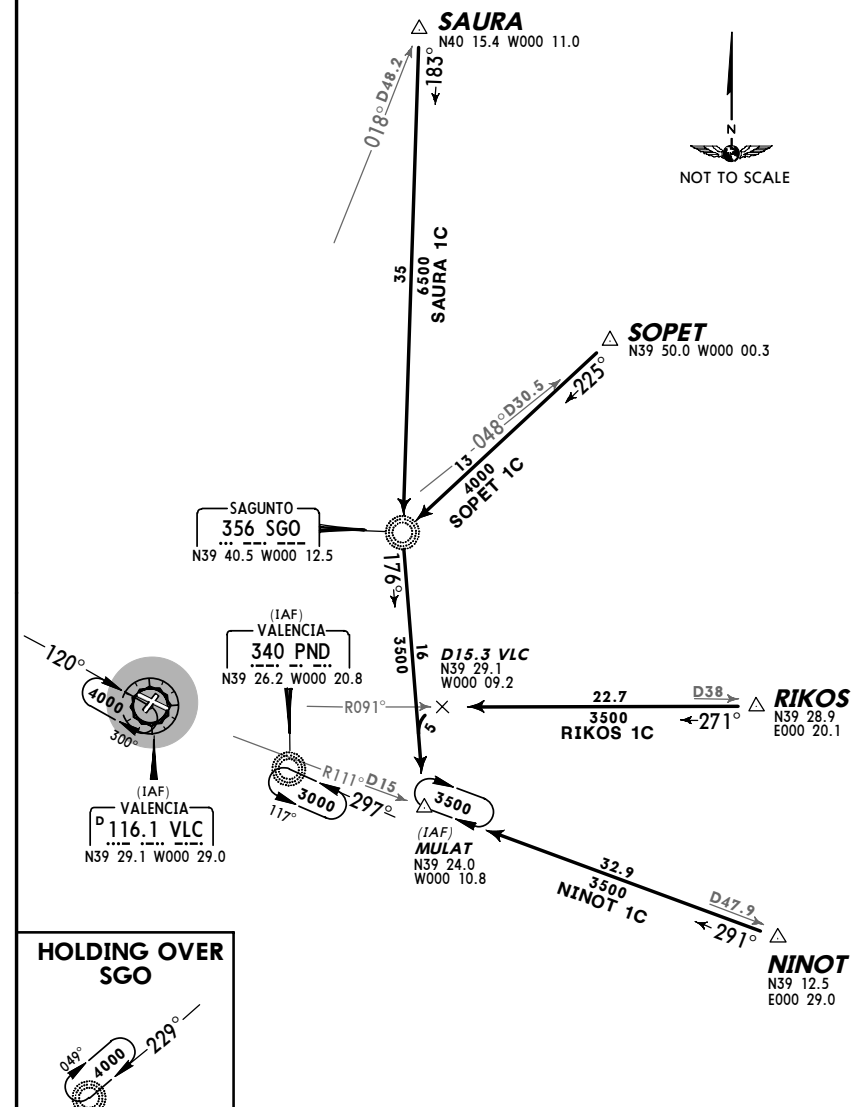 SAURA
N40 15.4 W000 11.0
183°
018° D48.2
N
NOT TO SCALE
35
6500
SAURA 1C
SOPET
N39 50.0 W000 00.3
225°
048° D30.5
13
4000
SOPET 1C
SAGUNTO
356 SGO
N39 40.5 W000 12.5
176°
16
3500
(IAF)
VALENCIA
340 PND
N39 26.2 W000 20.8
D15.3 VLC
N39 29.1
W000 09.2
120°
4000
300°
R091°
5
22.7
3500
RIKOS 1C
D38
271°
RIKOS
N39 28.9
E000 20.1
(IAF)
VALENCIA
D 116.1 VLC
N39 29.1 W000 29.0
R111° D15
3000
117°
297°
3500
(IAF)
MULAT
N39 24.0
W000 10.8
32.9
3500
NINOT 1C
D47.9
291°
NINOT
N39 12.5
E000 29.0
HOLDING OVER
SGO
049°
4000
229°